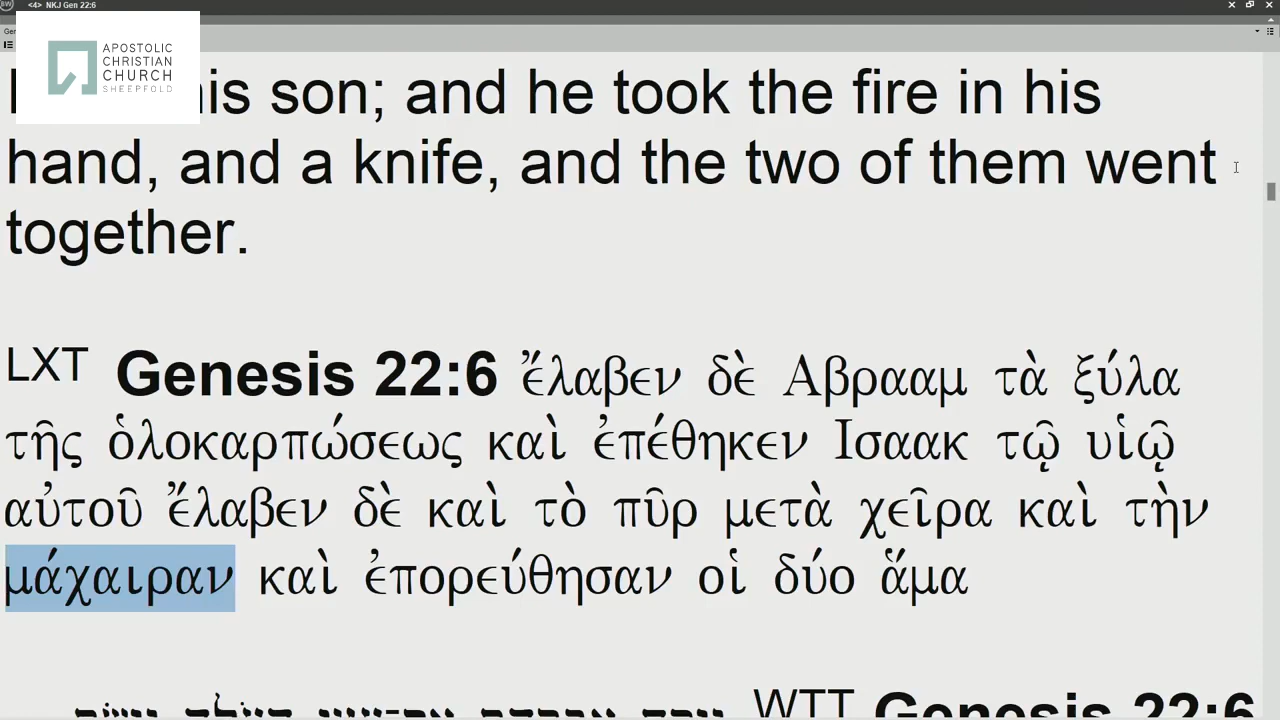 <4> NKJ Gen 22:6
APOSTOLIC
CHRISTIAN
CHURCH
SHEEPFOLD
his son; and he took the fire in his
hand, and a knife, and the two of them went
together.
LXT Genesis 22:6 ἔλαβεν δὲ Αβρααμ τὰ ξύλα
τῆς ὁλοκαρπώσεως καὶ ἐπέθηκεν Ισαακ τῷ υἱῷ
αὐτοῦ ἔλαβεν δὲ καὶ τὸ πῦρ μετὰ χεῖρα καὶ τὴν
μάχαιραν καὶ ἐπορεύθησαν οἱ δύο ἅμα
WTT Genesis 22:6